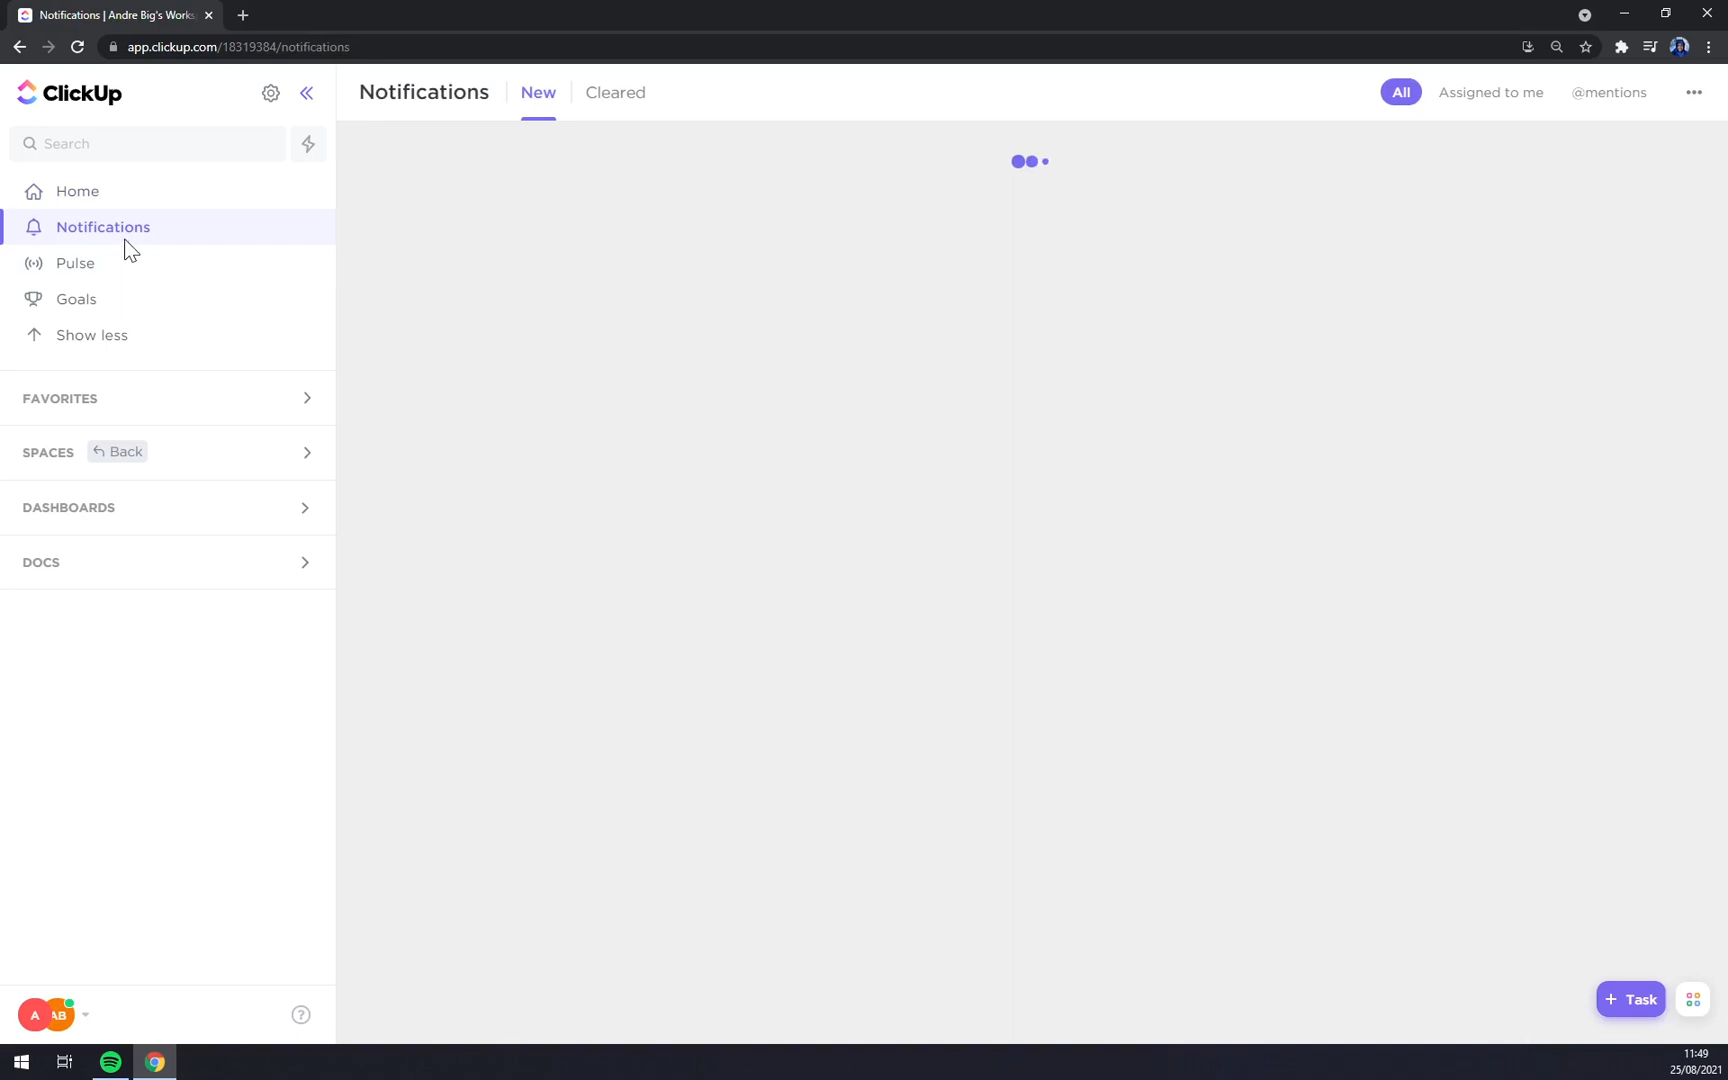 Notifications | Andre Big's Works
app.clickup.com/18319384/notifications
ClickUp
Notifications
New
Cleared
All
Assigned to me
@mentions
Search
Home
Notifications
Pulse
Goals
Show less
FAVORITES
SPACES
Back
DASHBOARDS
DOCS
A
AB
+ Task
11:49
25/08/2021